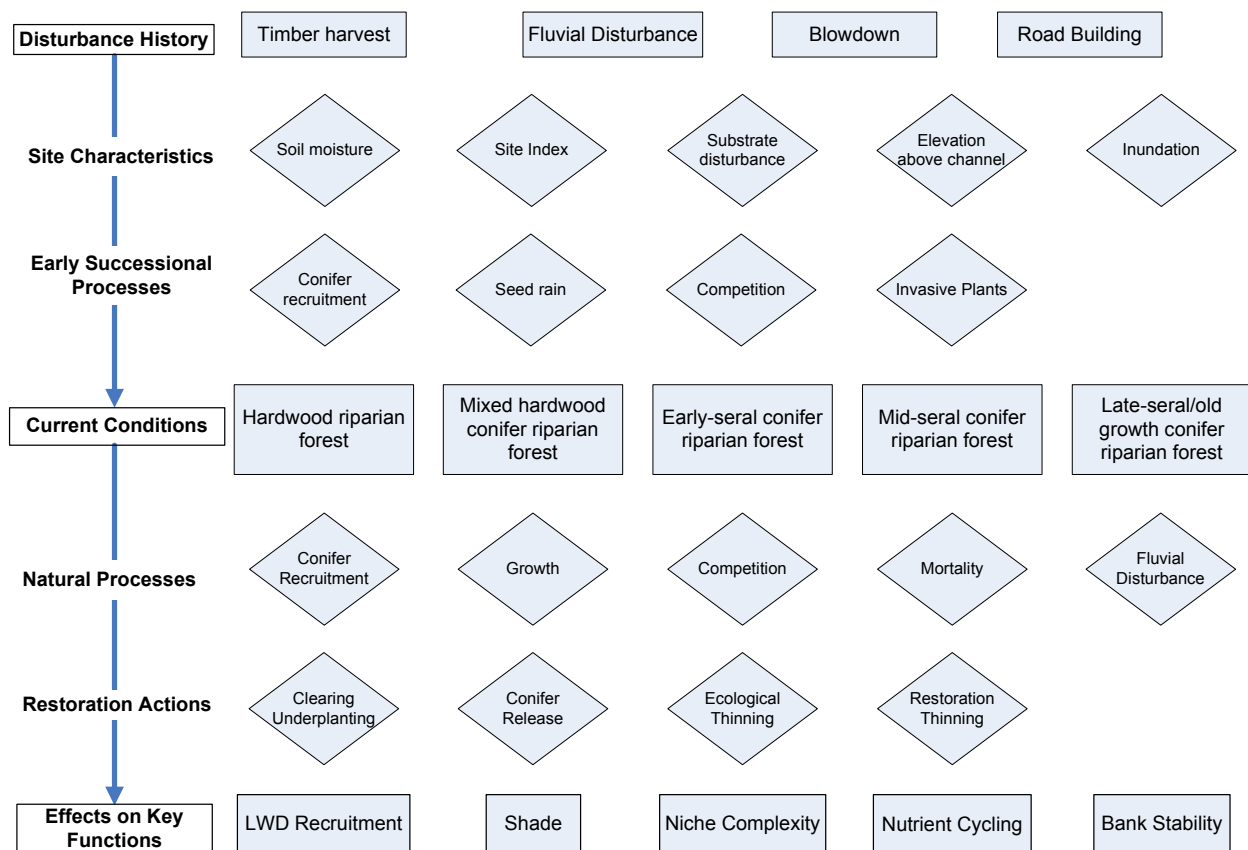 Disturbance History
Timber harvest
Fluvial Disturbance
Blowdown
Road Building
Site Characteristics
Soil moisture
Site Index
Substrate
disturbance
Elevation
above channel
Inundation
Early Successional
Processes
Conifer
recruitment
Seed rain
Competition
Invasive Plants
Current Conditions
Hardwood riparian
forest
Mixed hardwood
conifer riparian
forest
Early-seral conifer
riparian forest
Mid-seral conifer
riparian forest
Late-seral/old
growth conifer
riparian forest
Natural Processes
Conifer
Recruitment
Growth
Competition
Mortality
Fluvial
Disturbance
Restoration Actions
Clearing
Underplanting
Conifer
Release
Ecological
Thinning
Restoration
Thinning
Effects on Key
Functions
LWD Recruitment
Shade
Niche Complexity
Nutrient Cycling
Bank Stability